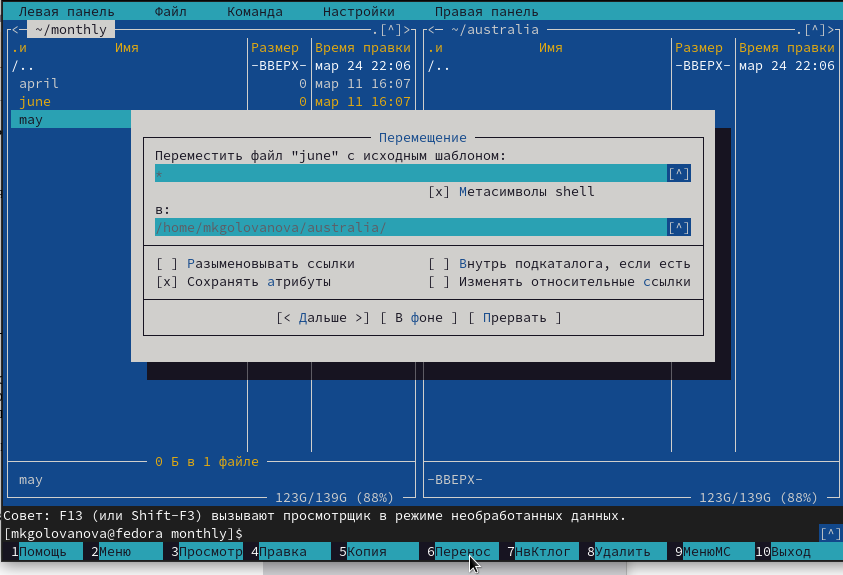 Левая панель Файл Команда Настройки Правая панель
<─ ~/monthly .[^]> <─ ~/australia .[^]>
.и Имя Размер Время правки .и Имя Размер Время правки
/.. -ВВЕРХ- мар 24 22:06 /.. -ВВЕРХ- мар 24 22:06
april 0 мар 11 16:07
june 0 мар 11 16:07
may
Перемещение
Переместить файл "june" с исходным шаблоном:
* [^]
[x] Метасимволы shell
в:
/home/mkgolovanova/australia/ [^]
[ ] Разыменовывать ссылки [ ] Внутрь подкаталога, если есть
[x] Сохранять атрибуты [ ] Изменять относительные ссылки
[< Дальше >] [ В фоне ] [ Прервать ]
0 Б в 1 файле
may -ВВЕРХ-
123G/139G (88%) 123G/139G (88%)
Совет: F13 (или Shift-F3) вызывают просмотрщик в режиме необработанных данных.
[mkgolovanova@fedora monthly]$ [^]
1Помощь 2Меню 3Просмотр 4Правка 5Копия 6Перенос 7НвКтлог 8Удалить 9МенюМС 10Выход